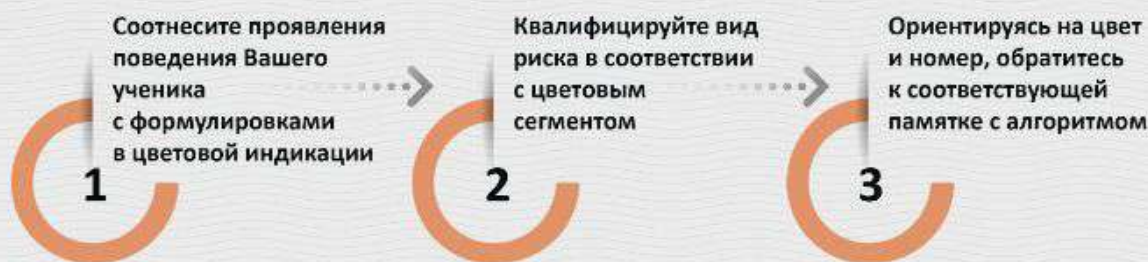 Соотнесите проявления
поведения Вашего
ученика
с формулировками
в цветовой индикации
1
Квалифицируйте вид
риска в соответствии
с цветовым
сегментом
2
Ориентируясь на цвет
и номер, обратитесь
к соответствующей
памятке с алгоритмом
3